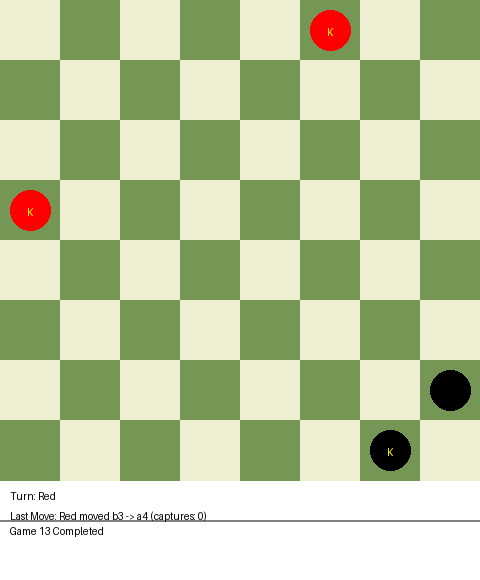 K
K
K
Turn: Red
Last Move: Red moved b3 -> a4 (captures: 0)
Game 13 Completed